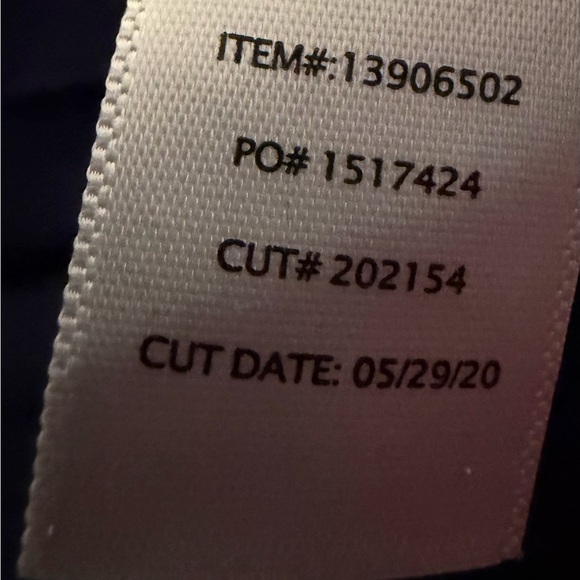 ITEM#:13906502
PO# 1517424
CUT# 202154
CUT DATE: 05/29/20